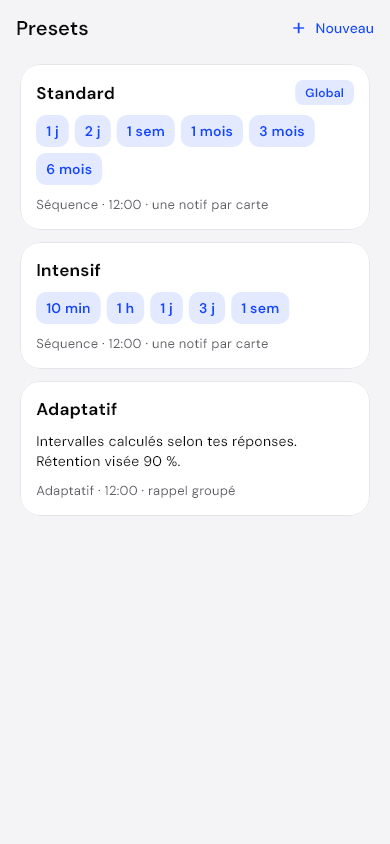 Presets
+ Nouveau
Standard
Global
1 j
2 j
1 sem
1 mois
3 mois
6 mois
Séquence · 12:00 · une notif par carte
Intensif
10 min
1 h
1 j
3 j
1 sem
Séquence · 12:00 · une notif par carte
Adaptatif
Intervalles calculés selon tes réponses.
Rétention visée 90 %.
Adaptatif · 12:00 · rappel groupé